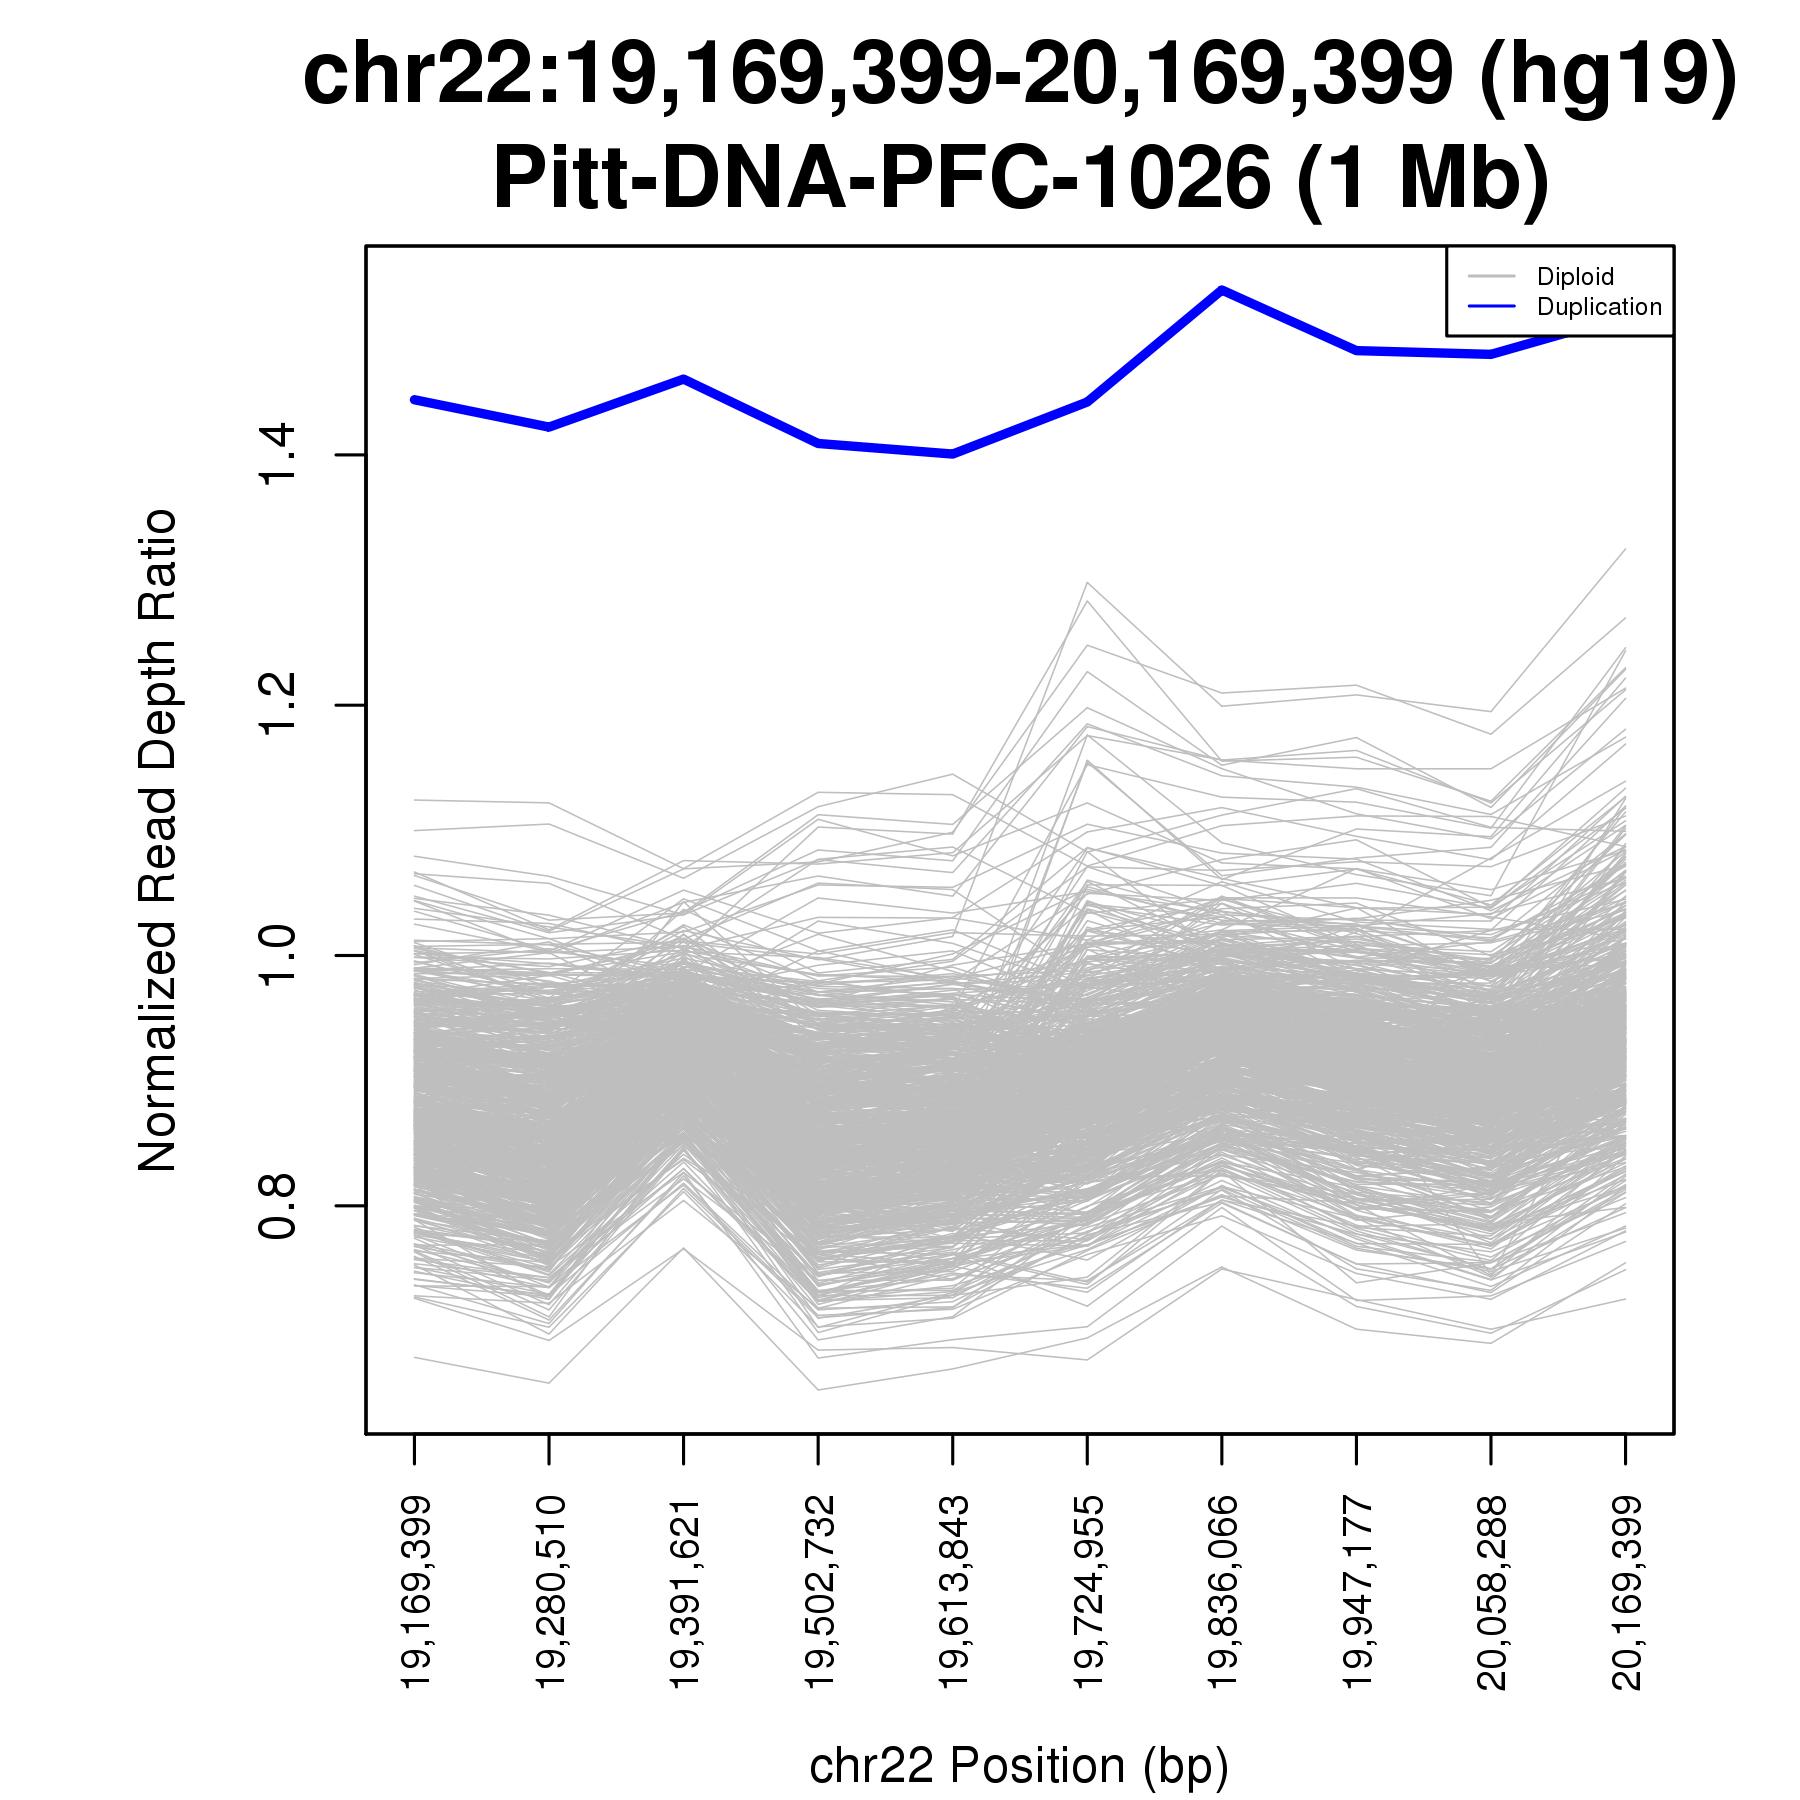 chr22:19,169,399-20,169,399 (hg19)
Pitt-DNA-PFC-1026 (1 Mb)
Diploid
Duplication
Normalized Read Depth Ratio
1.4
1.2
1.0
0.8
19,169,399
19,280,510
19,391,621
19,502,732
19,613,843
19,724,955
19,836,066
19,947,177
20,058,288
20,169,399
chr22 Position (bp)